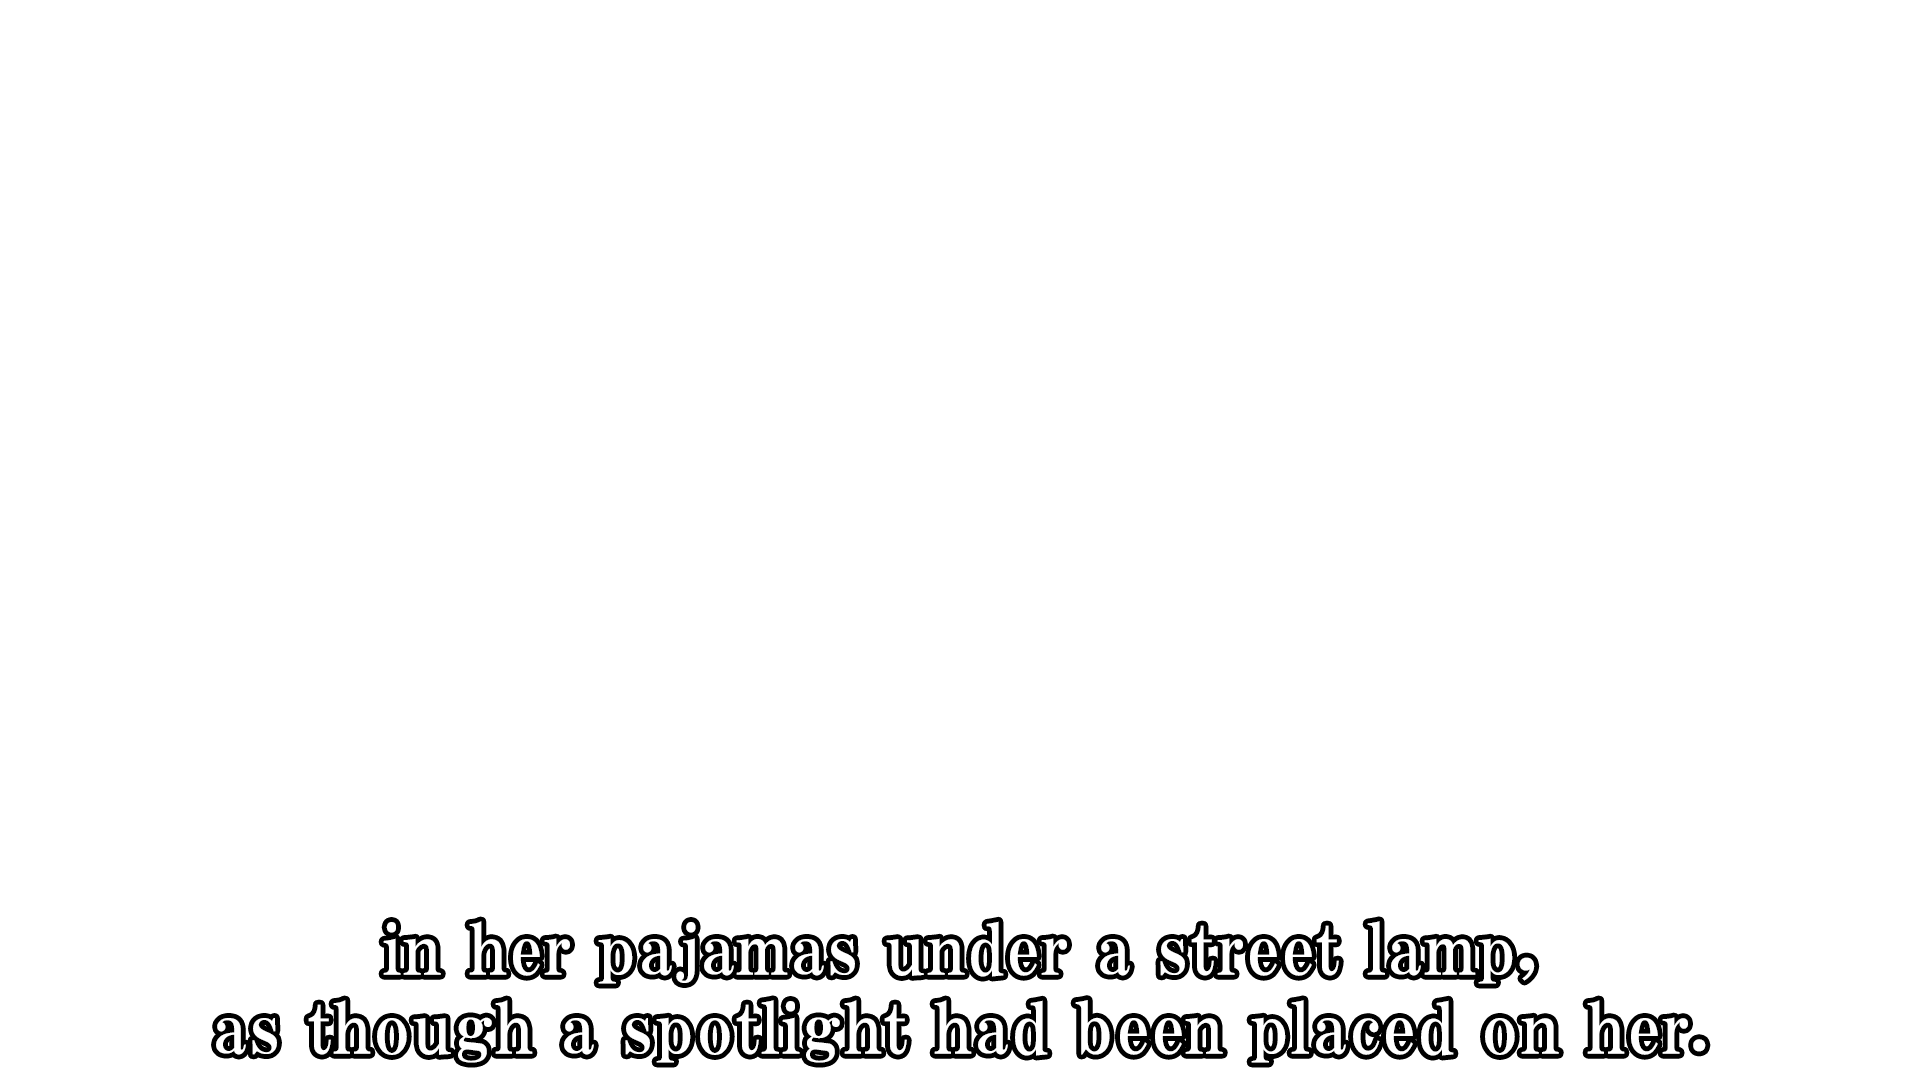 in her pajamas under a street lamp,
as though a spotlight had been placed on her.